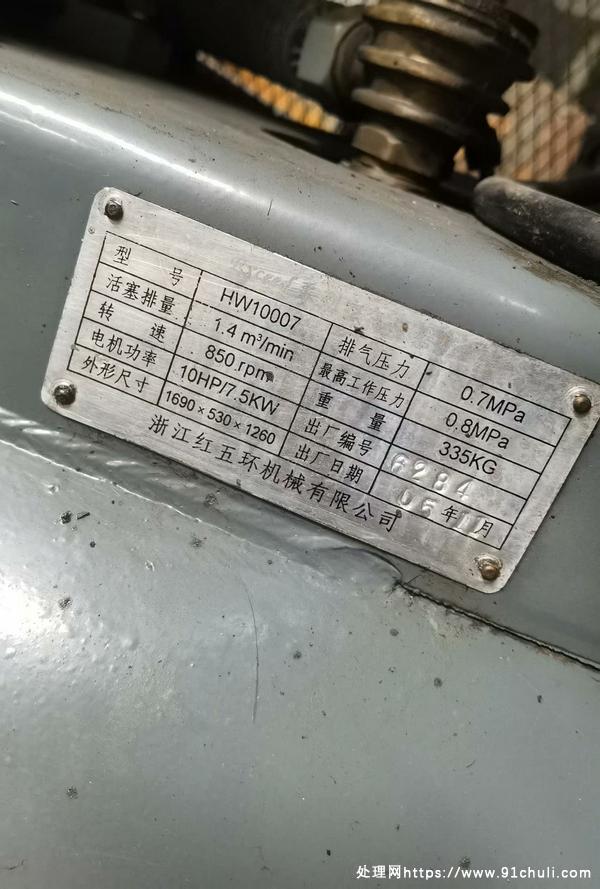 型号 HW10007 排气压力 0.7MPa
活塞排量 1.4 m³/min 最高工作压力 0.8MPa
转速 850 rpm 重量 335KG
电机功率 10HP/7.5KW 出厂编号 6284
外形尺寸 1690×530×1260 出厂日期 05年11月
浙江红五环机械有限公司
处理网https://www.91chuli.com/